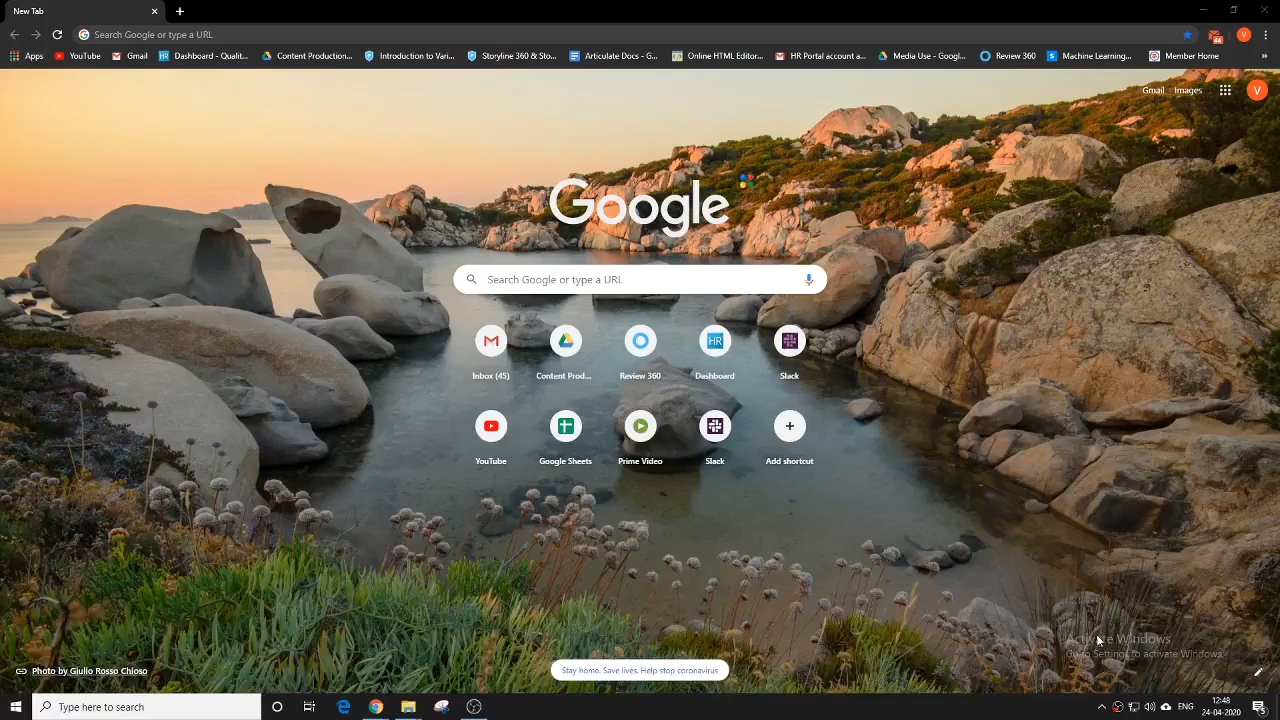 New Tab
Search Google or type a URL
Apps YouTube Gmail Dashboard - Qualit... Content Production... Introduction to Vari... Storyline 360 & Sto... Articulate Docs - G... Online HTML Editor... HR Portal account a... Media Use - Googl... Review 360 Machine Learning... Member Home »
Gmail Images V
Google
Search Google or type a URL
Inbox (45) Content Prod... Review 360 Dashboard Slack
YouTube Google Sheets Prime Video Slack Add shortcut
Activate Windows
Go to Settings to activate Windows.
Photo by Giulio Rosso Chioso
Stay home. Save lives. Help stop coronavirus
Type here to search
ENG
12:48
24-04-2020